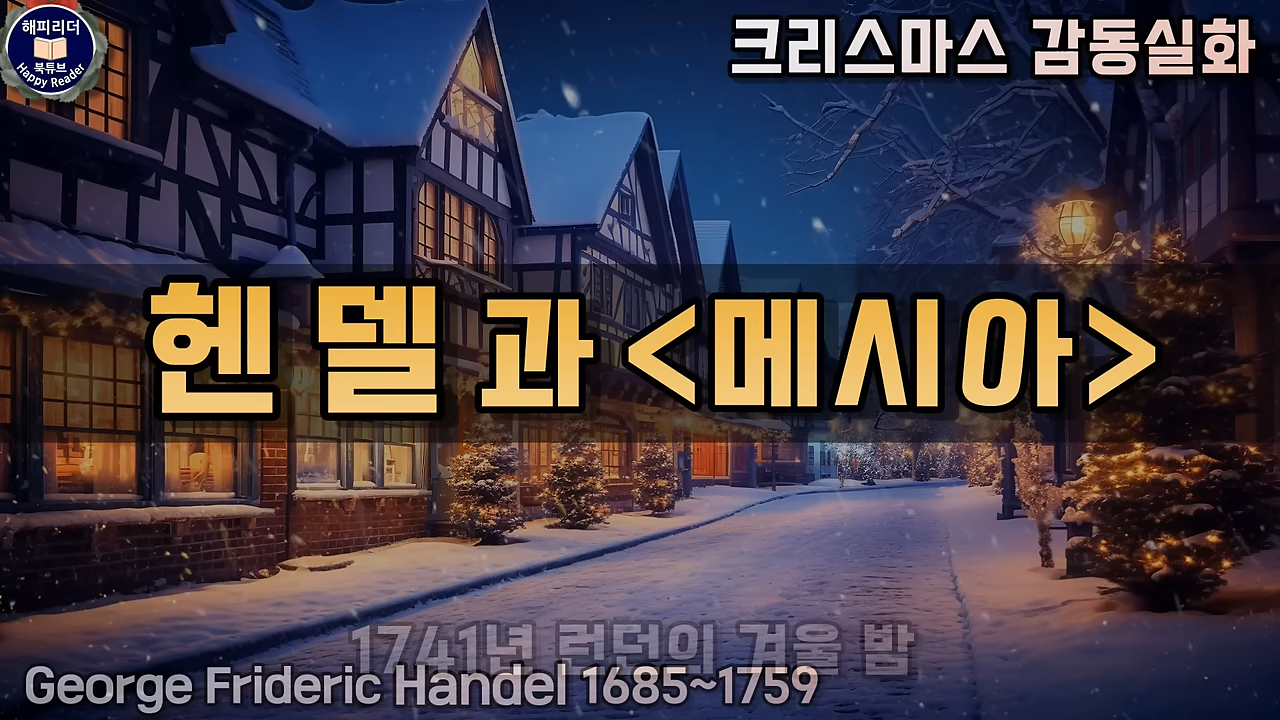 해피리더
북튜브
Happy Reader
크리스마스 감동실화
헨델과 <메시아>
1741년 런던의 겨울 밤
George Frideric Handel 1685~1759